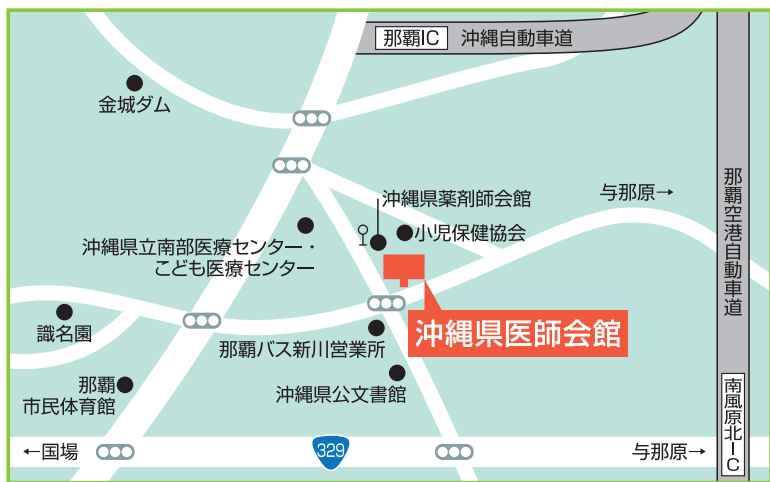 那覇IC
沖縄自動車道
金城ダム
沖縄県薬剤師会館
与那原→
小児保健協会
那覇空港自動車道
沖縄県立南部医療センター・
こども医療センター
沖縄県医師会館
識名園
那覇バス新川営業所
那覇
市民体育館
沖縄県公文書館
南風原北IC
←国場
329
与那原→